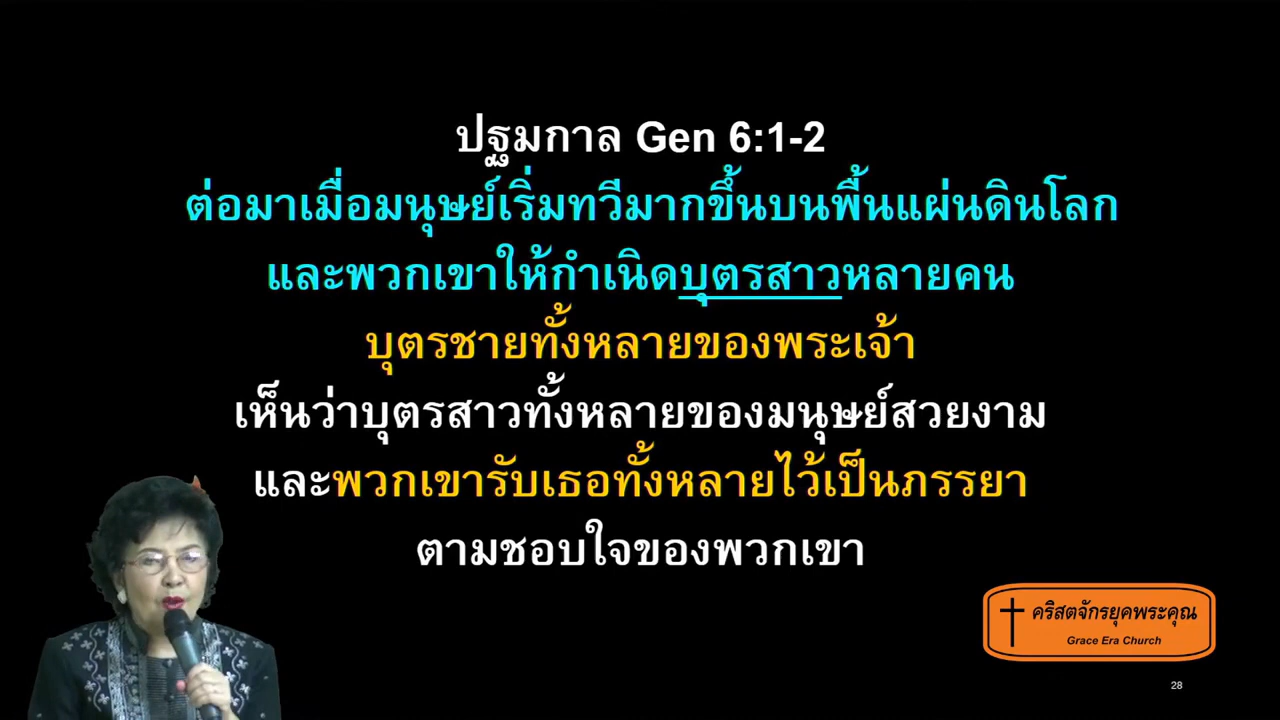 ปฐมกาล Gen 6:1-2
ต่อมาเมื่อมนุษย์เริ่มทวีมากขึ้นบนพื้นแผ่นดินโลก
และพวกเขาให้กำเนิดบุตรสาวหลายคน
บุตรชายทั้งหลายของพระเจ้า
เห็นว่าบุตรสาวทั้งหลายของมนุษย์สวยงาม
และพวกเขารับเธอทั้งหลายไว้เป็นภรรยา
ตามชอบใจของพวกเขา
คริสตจักรยุคพระคุณ
Grace Era Church
28